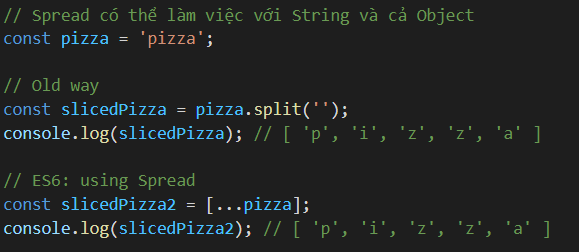 // Spread có thể làm việc với String và cả Object
const pizza = 'pizza';
// Old way
const slicedPizza = pizza.split('');
console.log(slicedPizza); // [ 'p', 'i', 'z', 'z', 'a' ]
// ES6: using Spread
const slicedPizza2 = [...pizza];
console.log(slicedPizza2); // [ 'p', 'i', 'z', 'z', 'a' ]